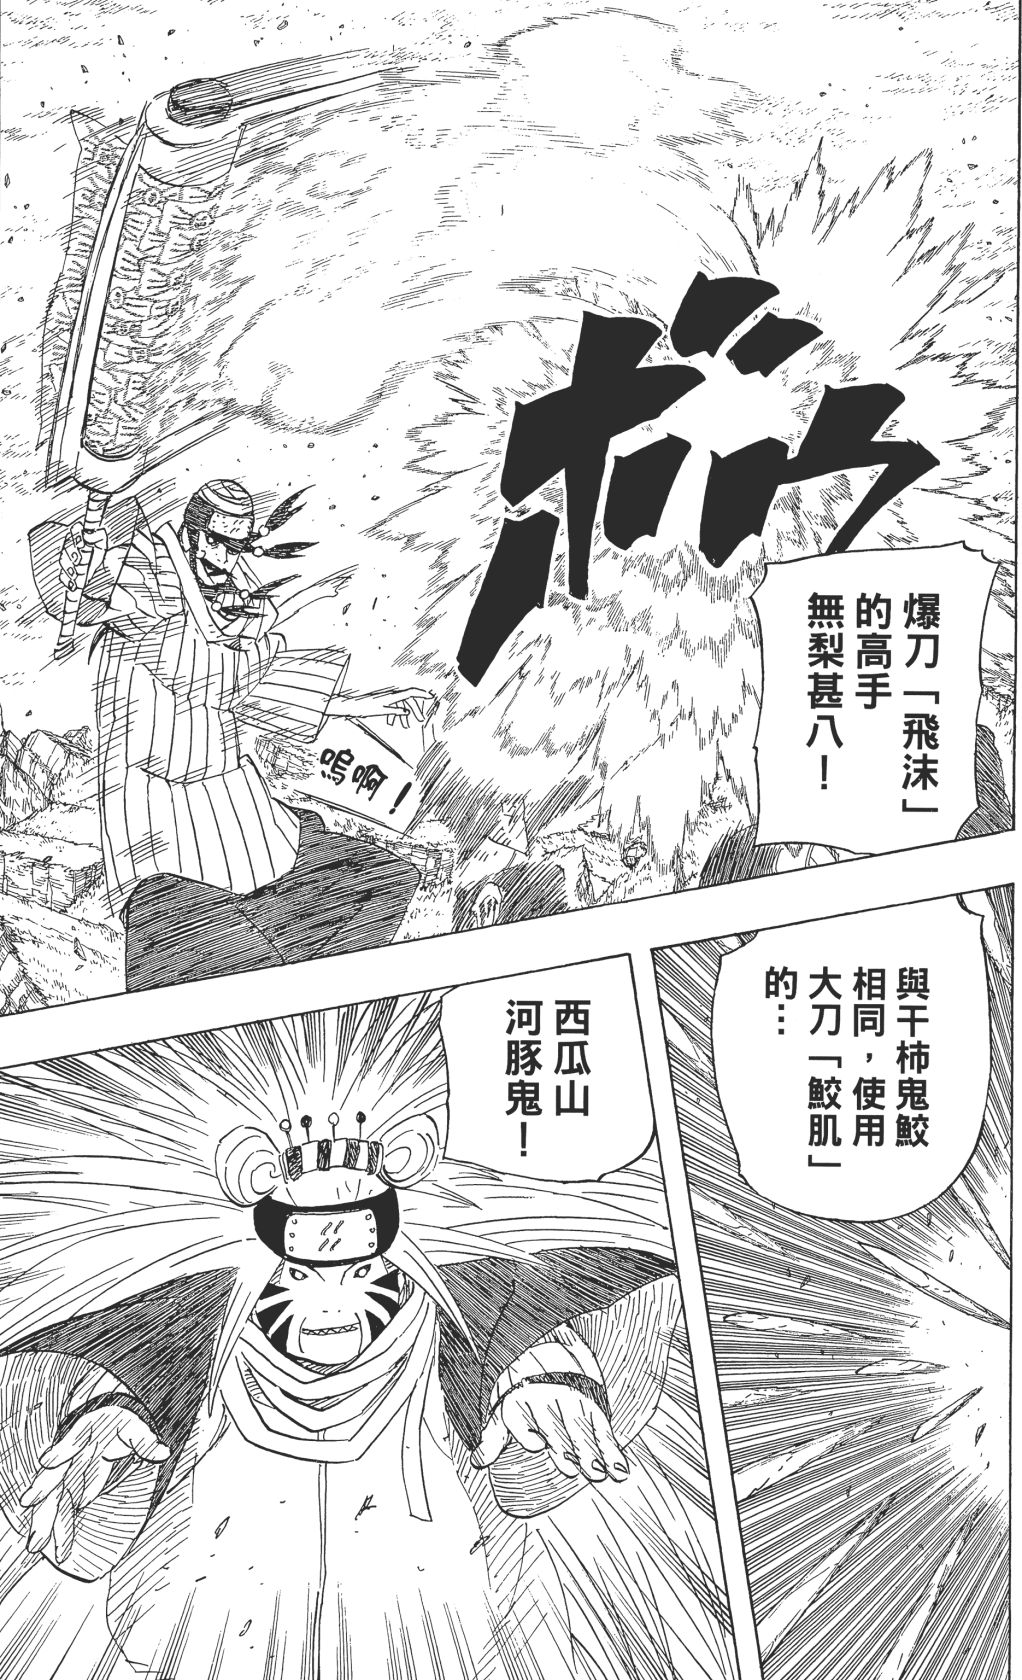 ボウ
爆刀「飛沫」
的高手
無梨甚八！
嗚啊！
與干柿鬼鮫
相同，使用
大刀「鮫肌」
的…
西瓜山
河豚鬼！